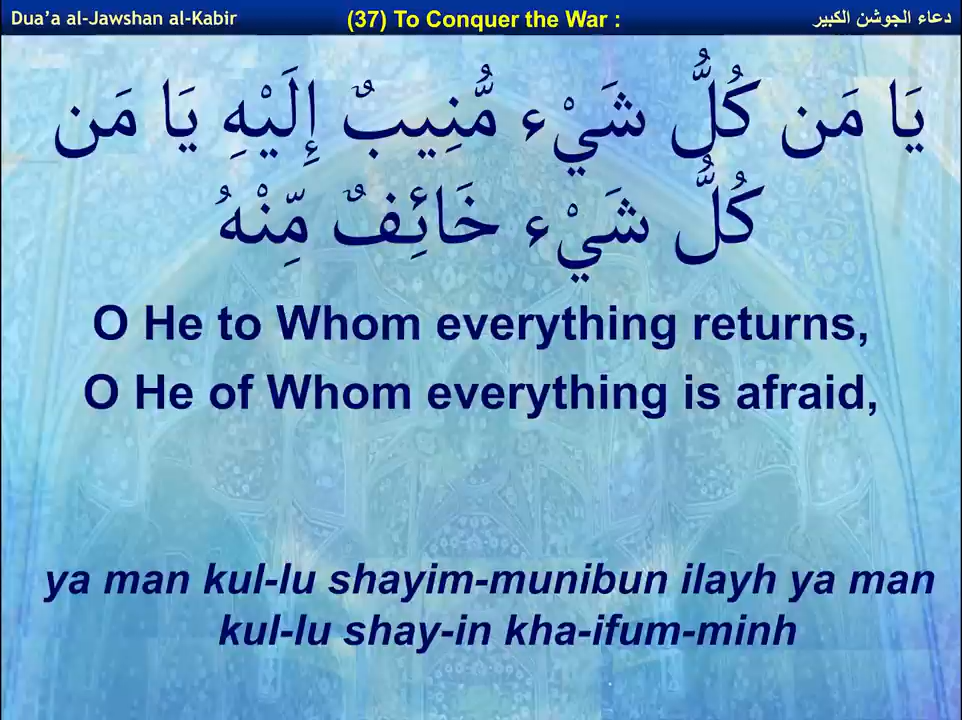 Dua’a al-Jawshan al-Kabir (37) To Conquer the War : دعاء الجوشن الكبير
يَا مَن كُلُّ شَيْء مُّنِيبٌ إِلَيْهِ يَا مَن
كُلُّ شَيْء خَائِفٌ مِّنْهُ
O He to Whom everything returns,
O He of Whom everything is afraid,
ya man kul-lu shayim-munibun ilayh ya man
kul-lu shay-in kha-ifum-minh